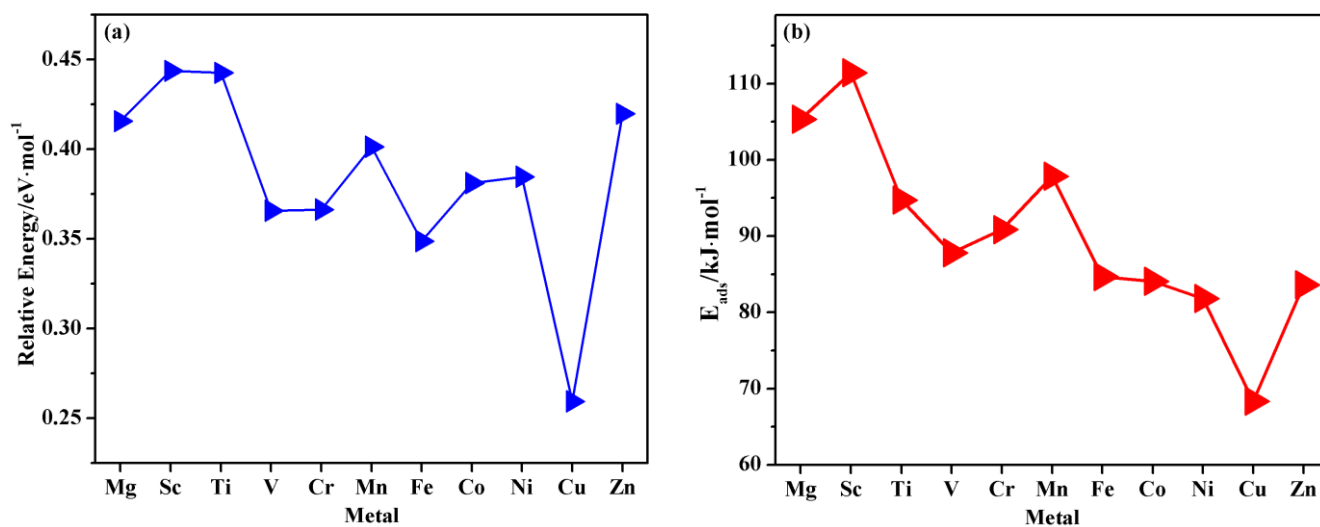 (a)
Relative Energy/eV·mol⁻¹
0.45
0.40
0.35
0.30
0.25
Mg Sc Ti V Cr Mn Fe Co Ni Cu Zn
Metal
(b)
E_ads/kJ·mol⁻¹
110
100
90
80
70
60
Mg Sc Ti V Cr Mn Fe Co Ni Cu Zn
Metal